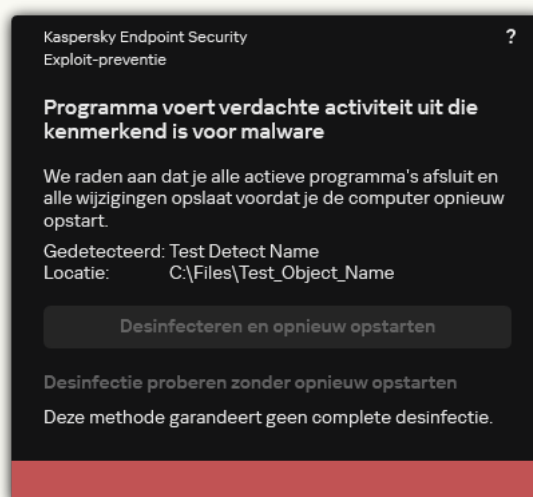 Kaspersky Endpoint Security
?
Exploit-preventie
Programma voert verdachte activiteit uit die
kenmerkend is voor malware
We raden aan dat je alle actieve programma's afsluit en
alle wijzigingen opslaat voordat je de computer opnieuw
opstart.
Gedetecteerd: Test Detect Name
Locatie: C:\Files\Test_Object_Name
Desinfecteren en opnieuw opstarten
Desinfectie proberen zonder opnieuw opstarten
Deze methode garandeert geen complete desinfectie.